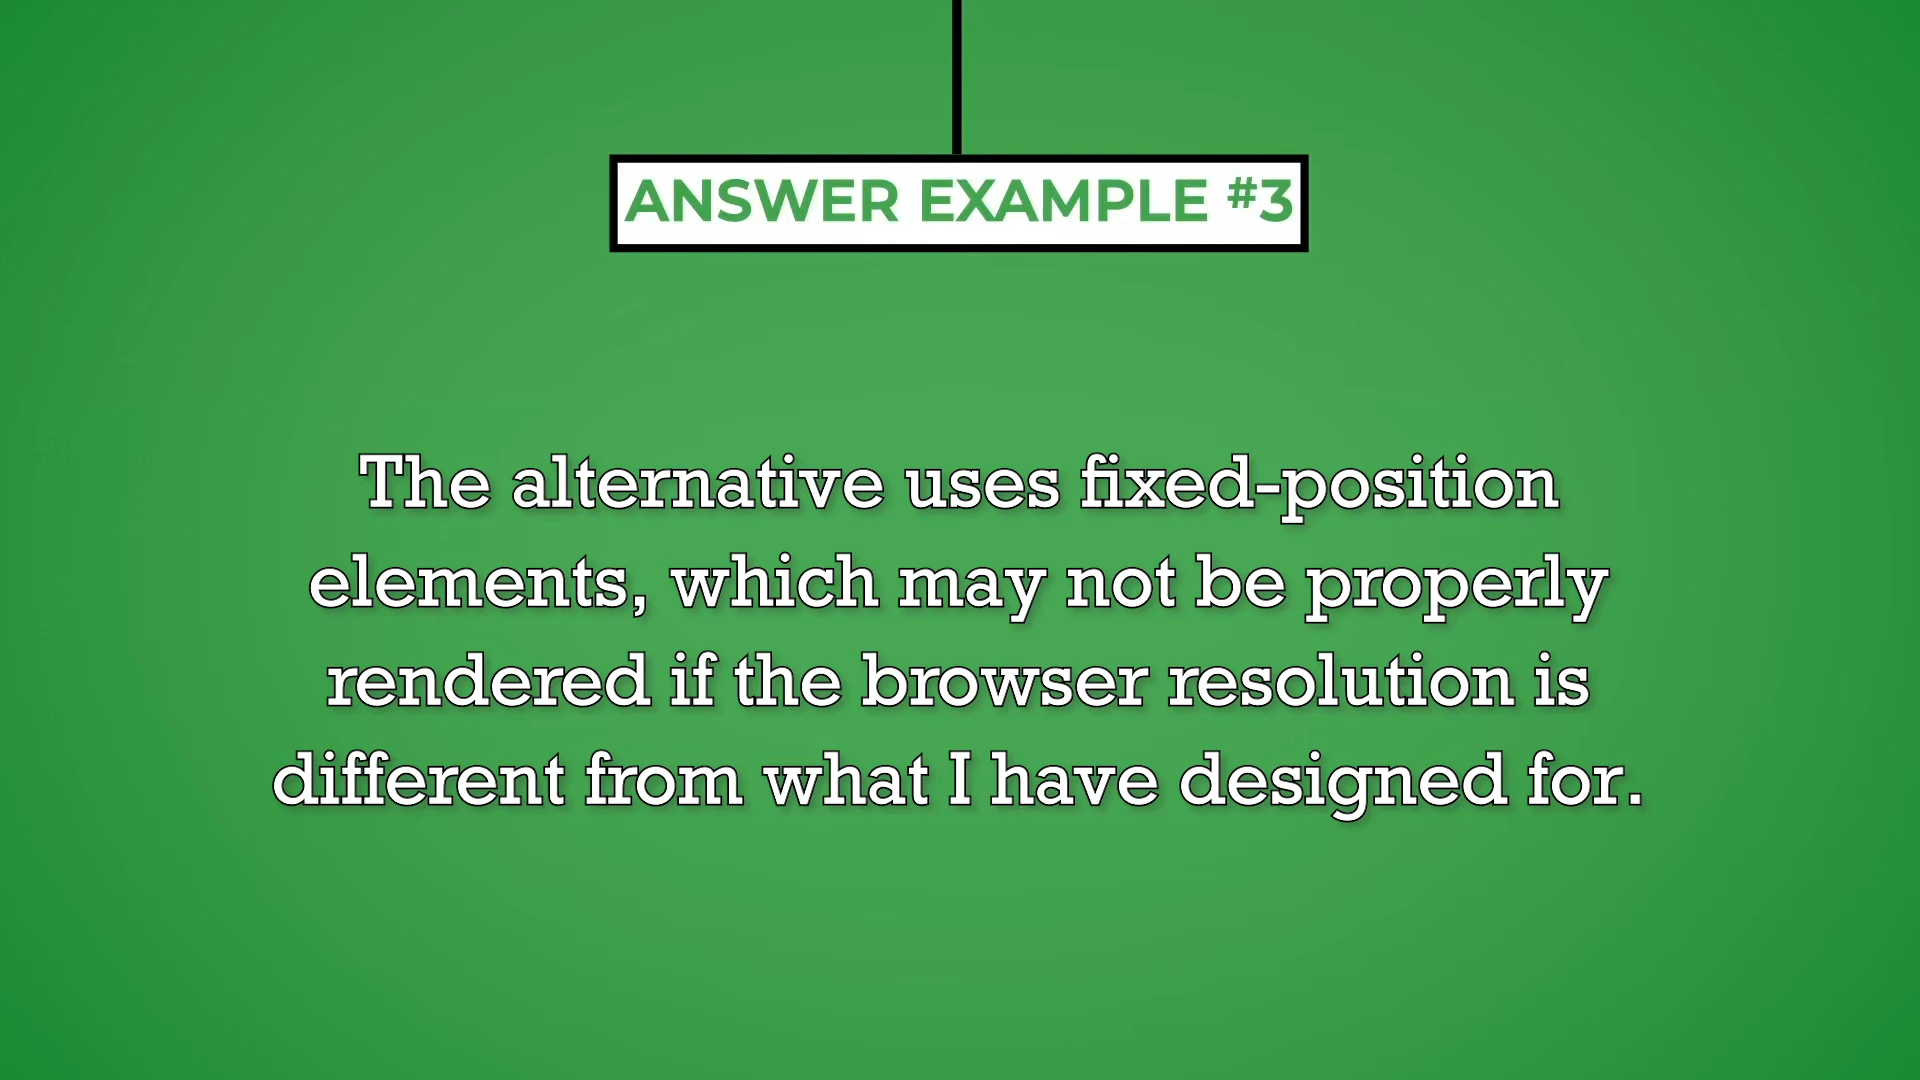 ANSWER EXAMPLE #3
The alternative uses fixed-position
elements, which may not be properly
rendered if the browser resolution is
different from what I have designed for.